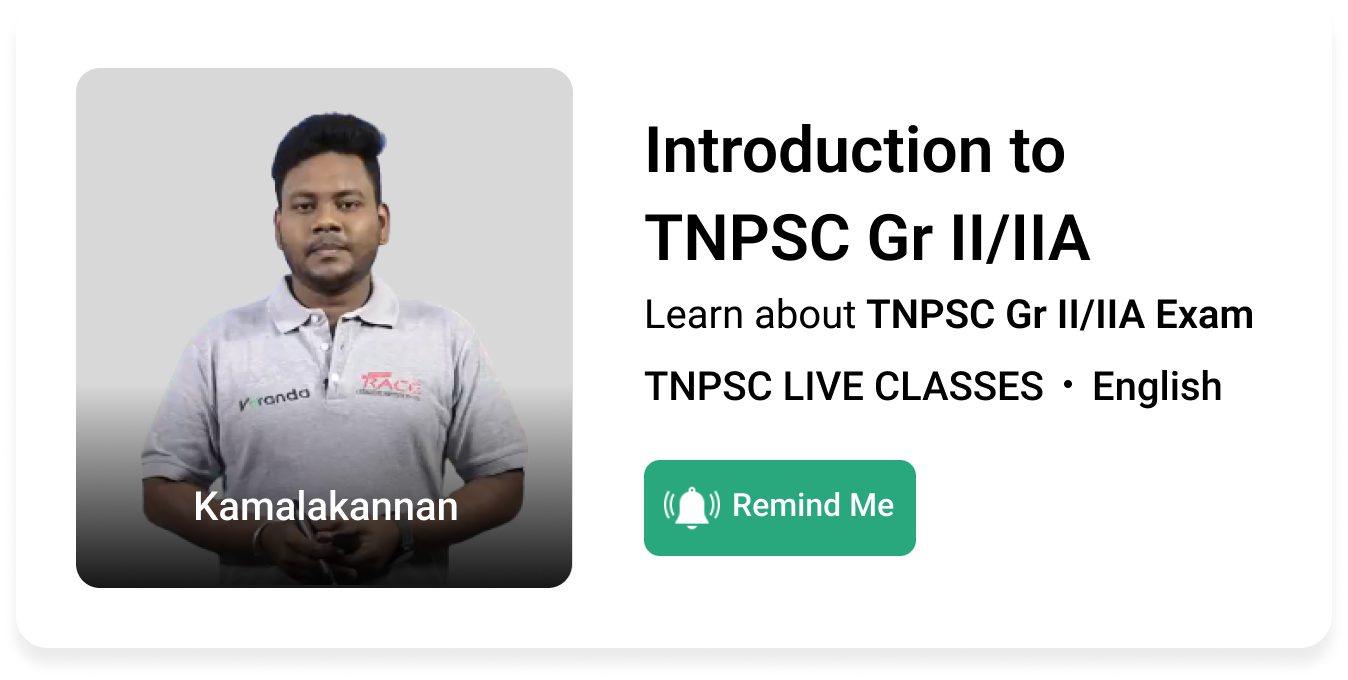 Introduction to
TNPSC Gr II/IIA
Learn about TNPSC Gr II/IIA Exam
TNPSC LIVE CLASSES • English
Remind Me
Veranda
RACE
Kamalakannan